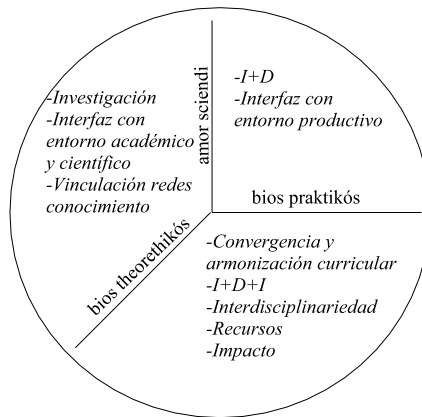 -Investigación
-Interfaz con
entorno académico
y científico
-Vinculación redes
conocimiento
amor sciendi
-I+D
-Interfaz con
entorno productivo
bios praktikós
bios theorethikós
-Convergencia y
armonización curricular
-I+D+I
-Interdisciplinariedad
-Recursos
-Impacto